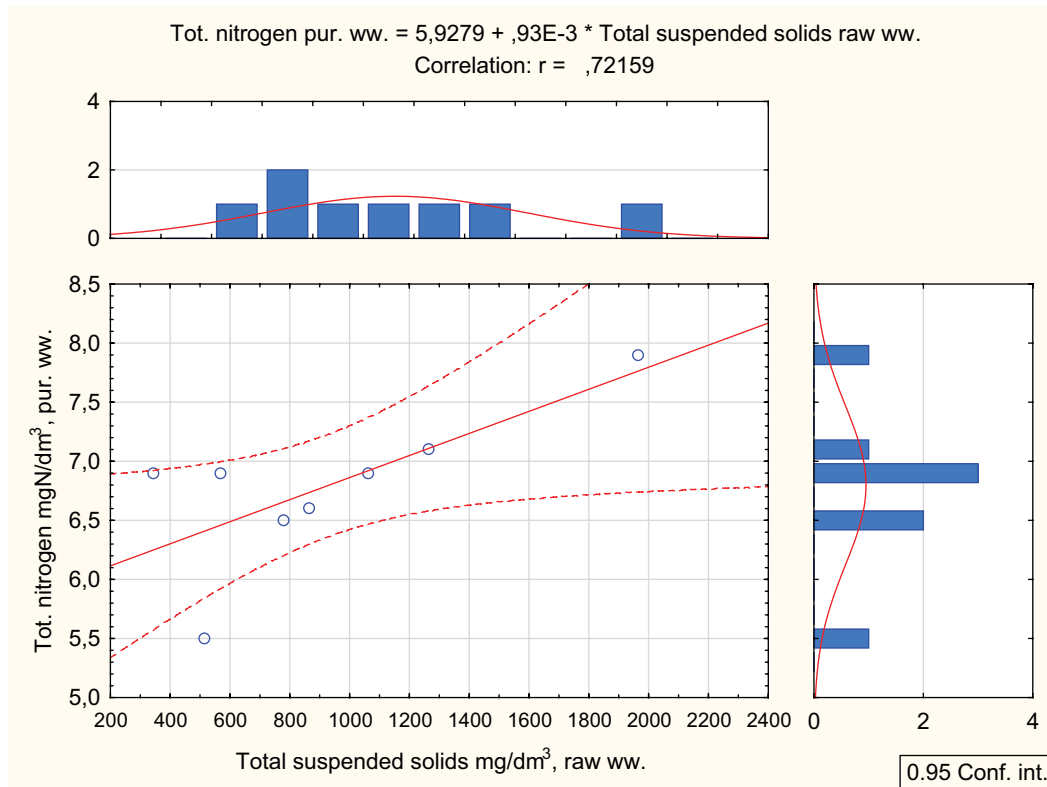 Tot. nitrogen pur. ww. = 5,9279 + ,93E-3 * Total suspended solids raw ww.
Correlation: r = ,72159
4
2
0
8,5
8,0
7,5
7,0
6,5
6,0
5,5
5,0
Tot. nitrogen mgN/dm³, pur. ww.
200 400 600 800 1000 1200 1400 1600 1800 2000 2200 2400
0 2 4
Total suspended solids mg/dm³, raw ww.
0.95 Conf. int.